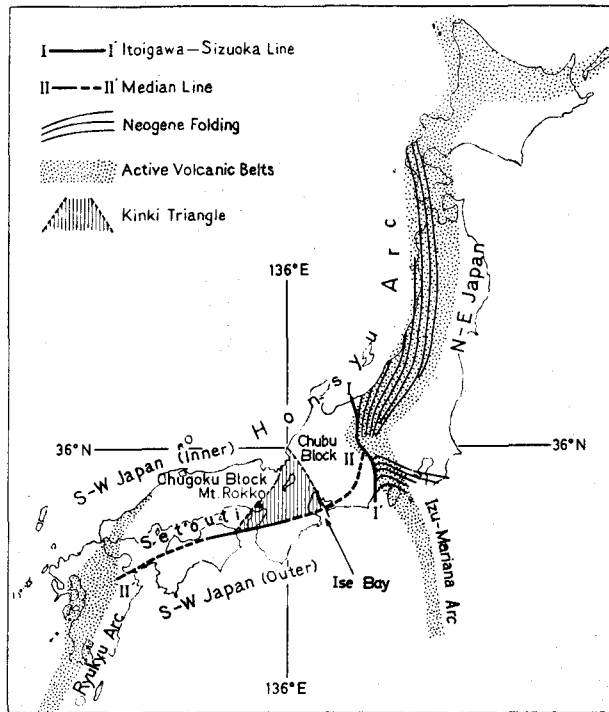 I I' Itoigawa-Sizuoka Line
II II' Median Line
Neogene Folding
Active Volcanic Belts
Kinki Triangle
136°E
Honsyu Arc
N-E Japan
36°N
36°N
S-W Japan (Inner)
Chugoku Block
Mt. Rokko
Chubu
Block
I
II
Setouti
I'
II'
S-W Japan (Outer)
Ise Bay
Izu-Mariana Arc
Ryukyu Arc
136°E